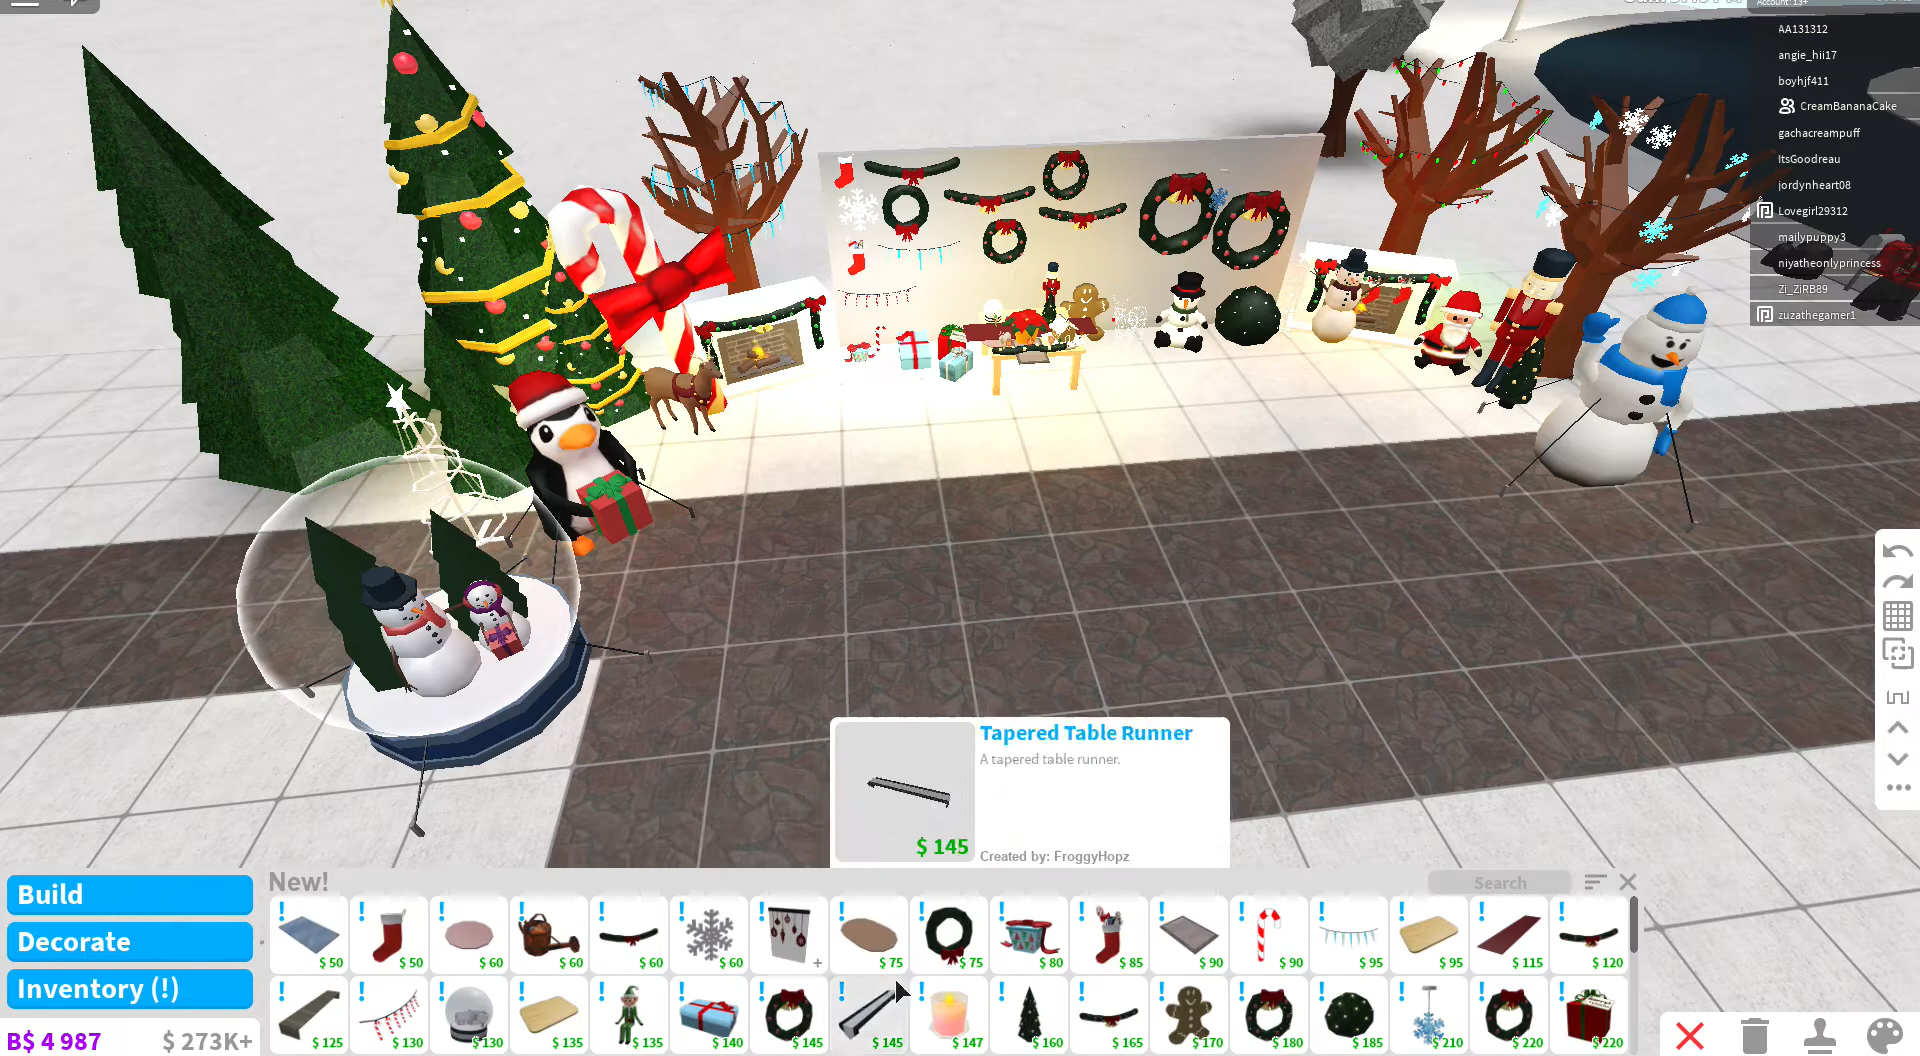 Account: 13+
AA131312
angie_hii17
boyhjf411
CreamBananaCake
gachacreampuff
ItsGoodreau
jordynheart08
Lovegirl29312
mailypuppy3
niyatheonlyprincess
Zi_ZiRB89
zuzathegamer1
Tapered Table Runner
A tapered table runner.
$ 145
Created by: FroggyHopz
New!
Search
Build
Decorate
Inventory (!)
B$ 4 987
$ 273K+
! ! ! ! ! ! ! ! ! ! ! ! ! ! ! ! !
$ 50 $ 50 $ 60 $ 60 $ 60 $ 60 + $ 75 $ 75 $ 80 $ 85 $ 90 $ 90 $ 95 $ 95 $ 115 $ 120
! ! ! ! ! ! ! ! ! ! ! ! ! ! ! ! !
$ 125 $ 130 $ 130 $ 135 $ 135 $ 140 $ 145 $ 145 $ 147 $ 160 $ 165 $ 170 $ 180 $ 185 $ 210 $ 220 $ 220